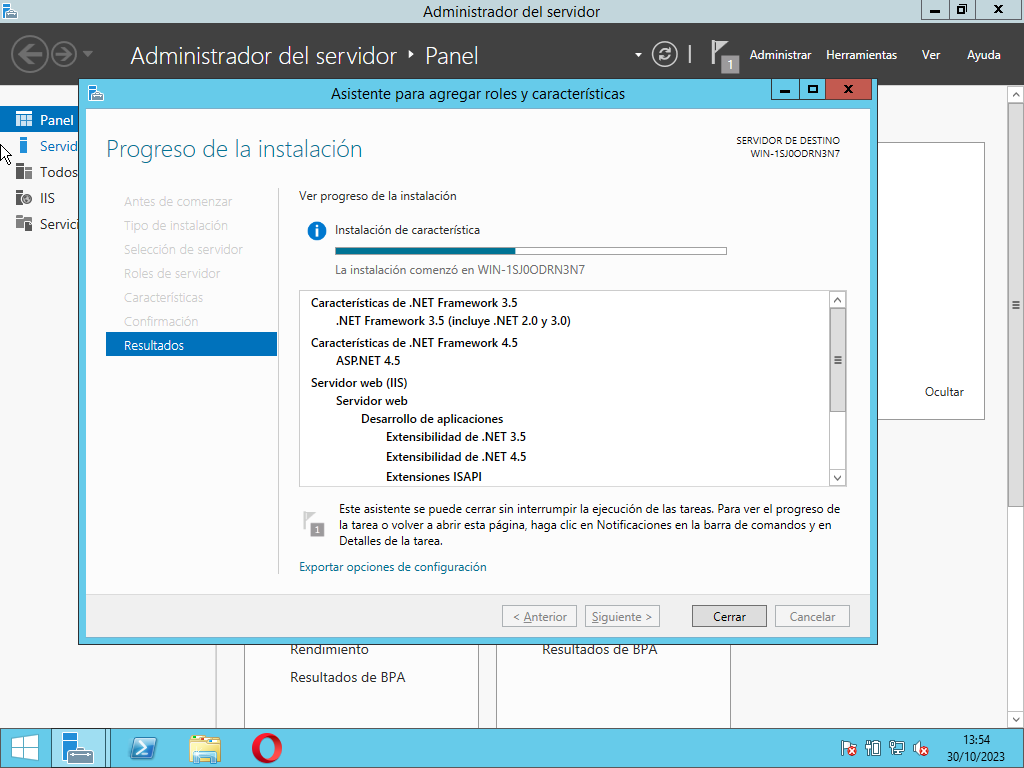 Administrador del servidor
Administrador del servidor ‣ Panel
1
Administrar
Herramientas
Ver
Ayuda
Asistente para agregar roles y características
Panel
Servid
Todos
IIS
Servici
Progreso de la instalación
SERVIDOR DE DESTINO
WIN-1SJ0ODRN3N7
Antes de comenzar
Tipo de instalación
Selección de servidor
Roles de servidor
Características
Confirmación
Resultados
Ver progreso de la instalación
Instalación de característica
La instalación comenzó en WIN-1SJ0ODRN3N7
Características de .NET Framework 3.5
.NET Framework 3.5 (incluye .NET 2.0 y 3.0)
Características de .NET Framework 4.5
ASP.NET 4.5
Servidor web (IIS)
Servidor web
Desarrollo de aplicaciones
Extensibilidad de .NET 3.5
Extensibilidad de .NET 4.5
Extensiones ISAPI
1
Este asistente se puede cerrar sin interrumpir la ejecución de las tareas. Para ver el progreso de
la tarea o volver a abrir esta página, haga clic en Notificaciones en la barra de comandos y en
Detalles de la tarea.
Exportar opciones de configuración
< Anterior
Siguiente >
Cerrar
Cancelar
Ocultar
Rendimiento
Resultados de BPA
Resultados de BPA
13:54
30/10/2023